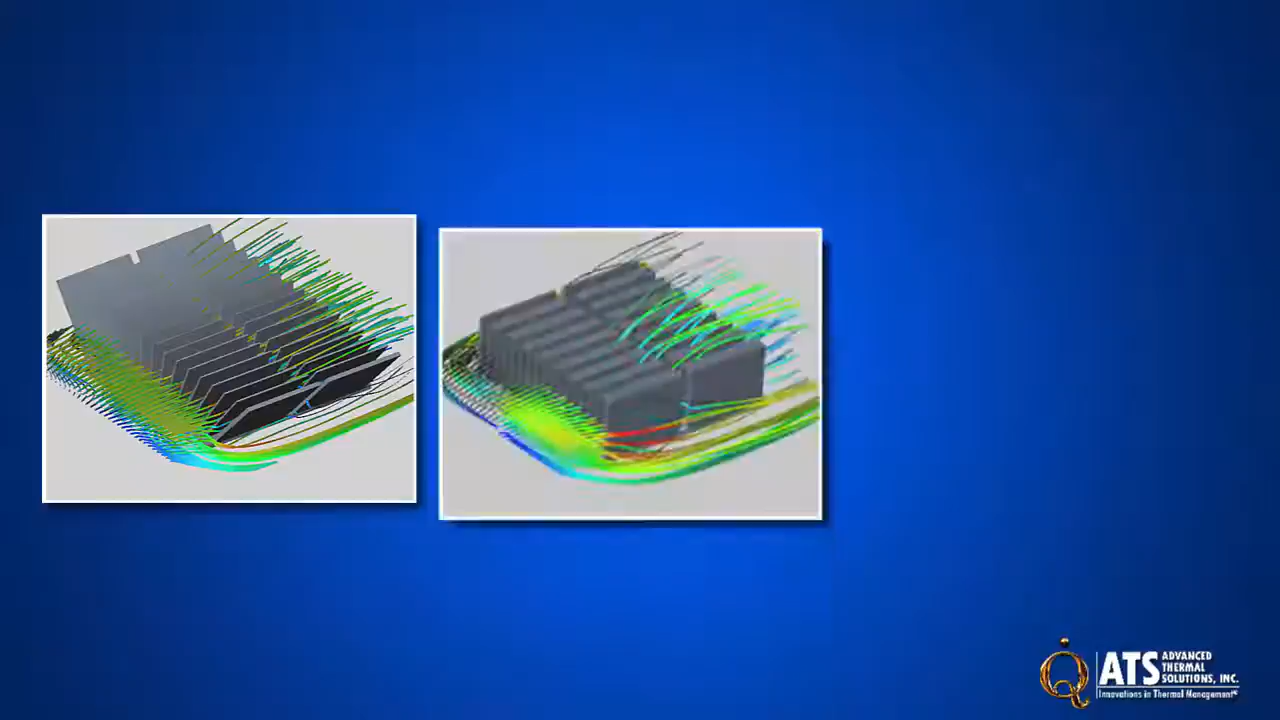 ATS ADVANCED
THERMAL
SOLUTIONS, INC.
Innovations in Thermal Management®